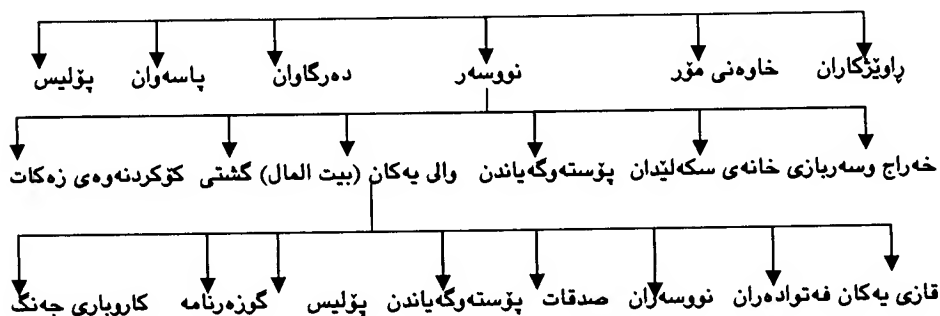 ڕاوێژکاران خاوەنی مۆر نووسەر دەرگاوان پاسەوان پۆلیس
خەراج وسەربازی خانەی سکەلێدان پۆستەوگەیاندن والی یەکان (بیت المال) گشتی کۆکردنەوەی زەکات
قازی یەکان فەتوادەران نووسەران صدقات پۆستەوگەیاندن پۆلیس گوزەرنامە کاروباری جەنگ